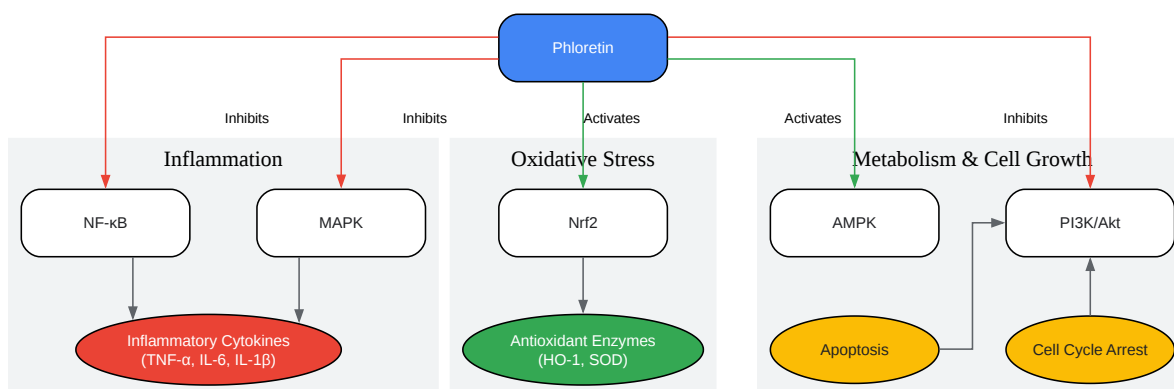 Phloretin
Inhibits
Inhibits
Activates
Activates
Inhibits
Inflammation
Oxidative Stress
Metabolism & Cell Growth
NF-κB
MAPK
Nrf2
AMPK
PI3K/Akt
Inflammatory Cytokines
(TNF-α, IL-6, IL-1β)
Antioxidant Enzymes
(HO-1, SOD)
Apoptosis
Cell Cycle Arrest